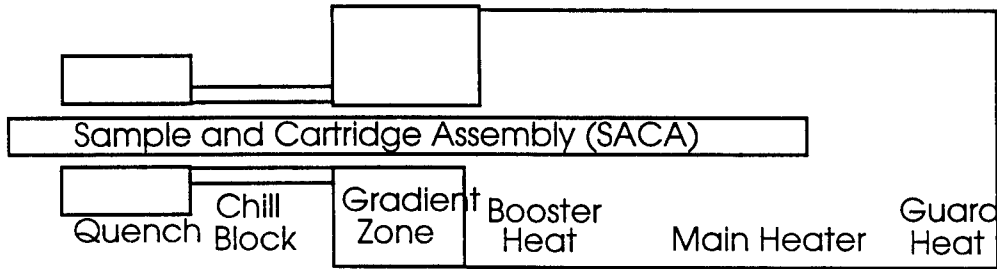 Sample and Cartridge Assembly (SACA)
Quench
Chill
Block
Gradient
Zone
Booster
Heat
Main Heater
Guard
Heat